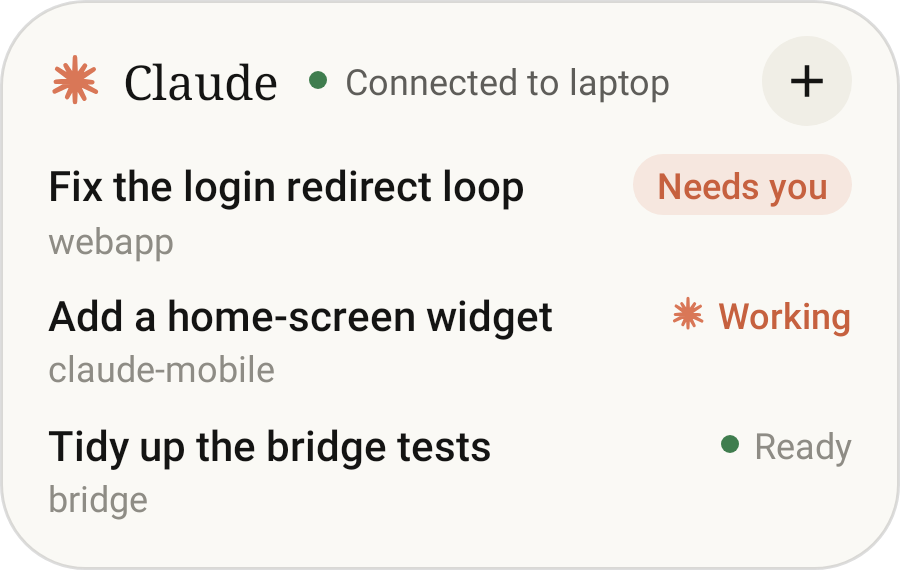 Claude Connected to laptop +
Fix the login redirect loop Needs you
webapp
Add a home-screen widget Working
claude-mobile
Tidy up the bridge tests Ready
bridge